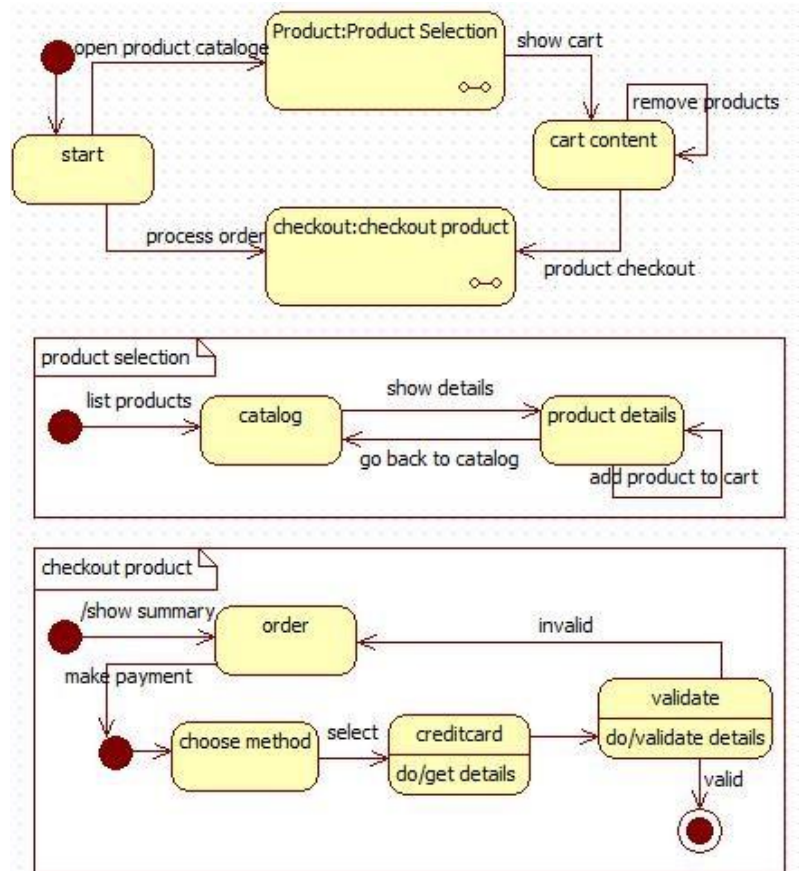 open product cataloge
Product:Product Selection
show cart
remove products
start
cart content
process order
checkout:checkout product
product checkout
product selection
list products
catalog
show details
product details
go back to catalog
add product to cart
checkout product
/show summary
order
invalid
make payment
validate
choose method
select
creditcard
do/validate details
do/get details
valid